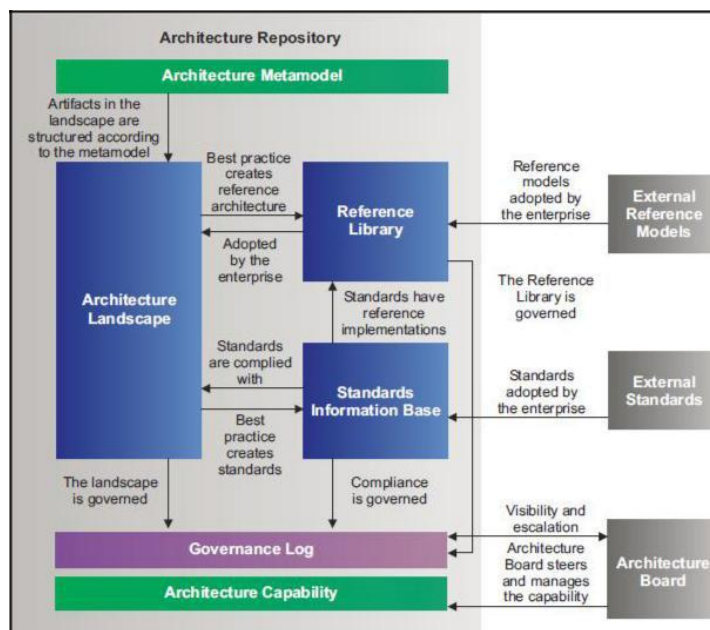 Architecture Repository
Architecture Metamodel
Artifacts in the
landscape are
structured according
to the metamodel
Best practice
creates
reference
architecture
Reference
Library
Reference
models
adopted by
the enterprise
External
Reference
Models
Adopted
by the
enterprise
Architecture
Landscape
Standards have
reference
implementations
The Reference
Library is
governed
Standards
are complied
with
Standards
Information Base
Standards
adopted by
the enterprise
External
Standards
Best
practice
creates
standards
The landscape
is governed
Compliance
is governed
Visibility and
escalation
Governance Log
Architecture
Board steers
and manages
the capability
Architecture
Board
Architecture Capability